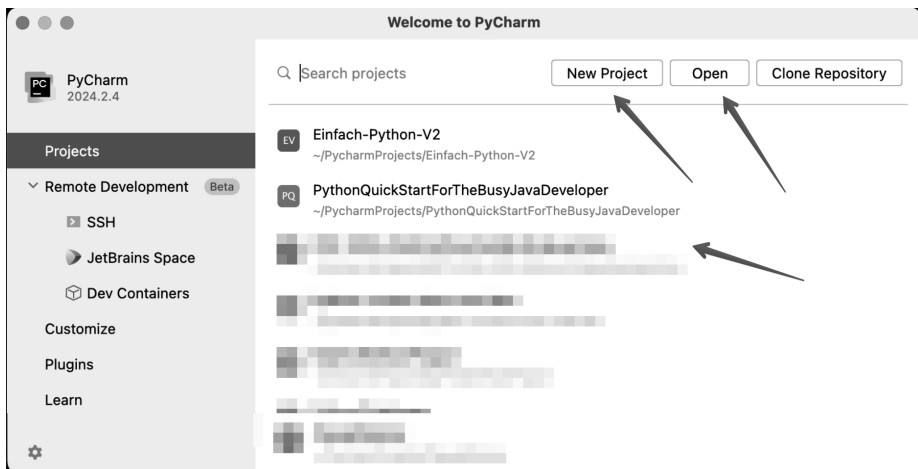 Welcome to PyCharm
PC
PyCharm
2024.2.4
Projects
Remote Development Beta
SSH
JetBrains Space
Dev Containers
Customize
Plugins
Learn
Search projects
New Project
Open
Clone Repository
EV
Einfach-Python-V2
~/PycharmProjects/Einfach-Python-V2
PQ
PythonQuickStartForTheBusyJavaDeveloper
~/PycharmProjects/PythonQuickStartForTheBusyJavaDeveloper